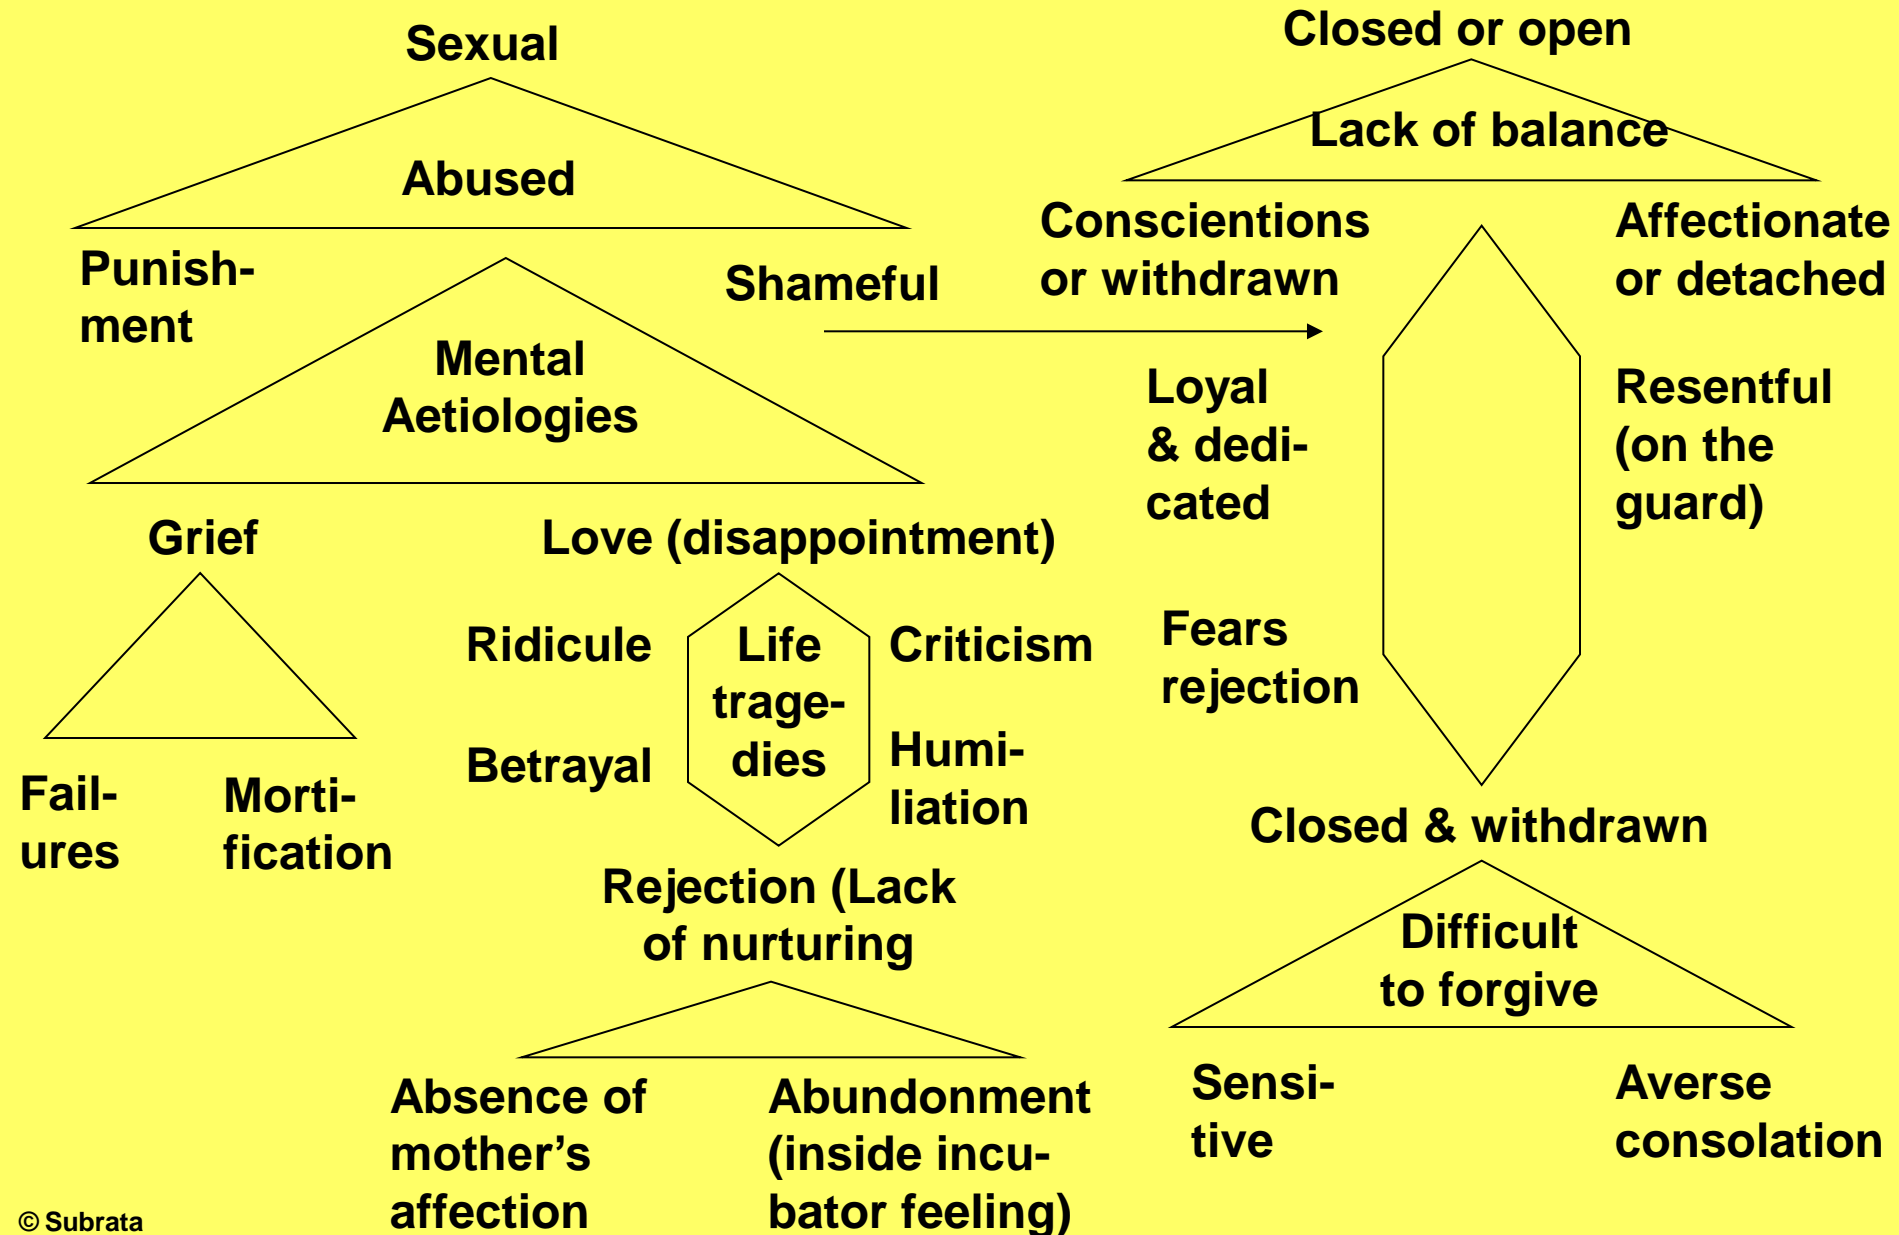 Sexual
Abused
Punish-
ment
Shameful
Mental
Aetiologies
Grief
Fail-
ures
Morti-
fication
Love (disappointment)
Ridicule
Life
trage-
dies
Criticism
Betrayal
Humi-
liation
Rejection (Lack
of nurturing
Absence of
mother’s
affection
Abundonment
(inside incu-
bator feeling)
Closed or open
Lack of balance
Conscientions
or withdrawn
Affectionate
or detached
Loyal
& dedi-
cated
Resentful
(on the
guard)
Fears
rejection
Closed & withdrawn
Difficult
to forgive
Sensi-
tive
Averse
consolation
© Subrata